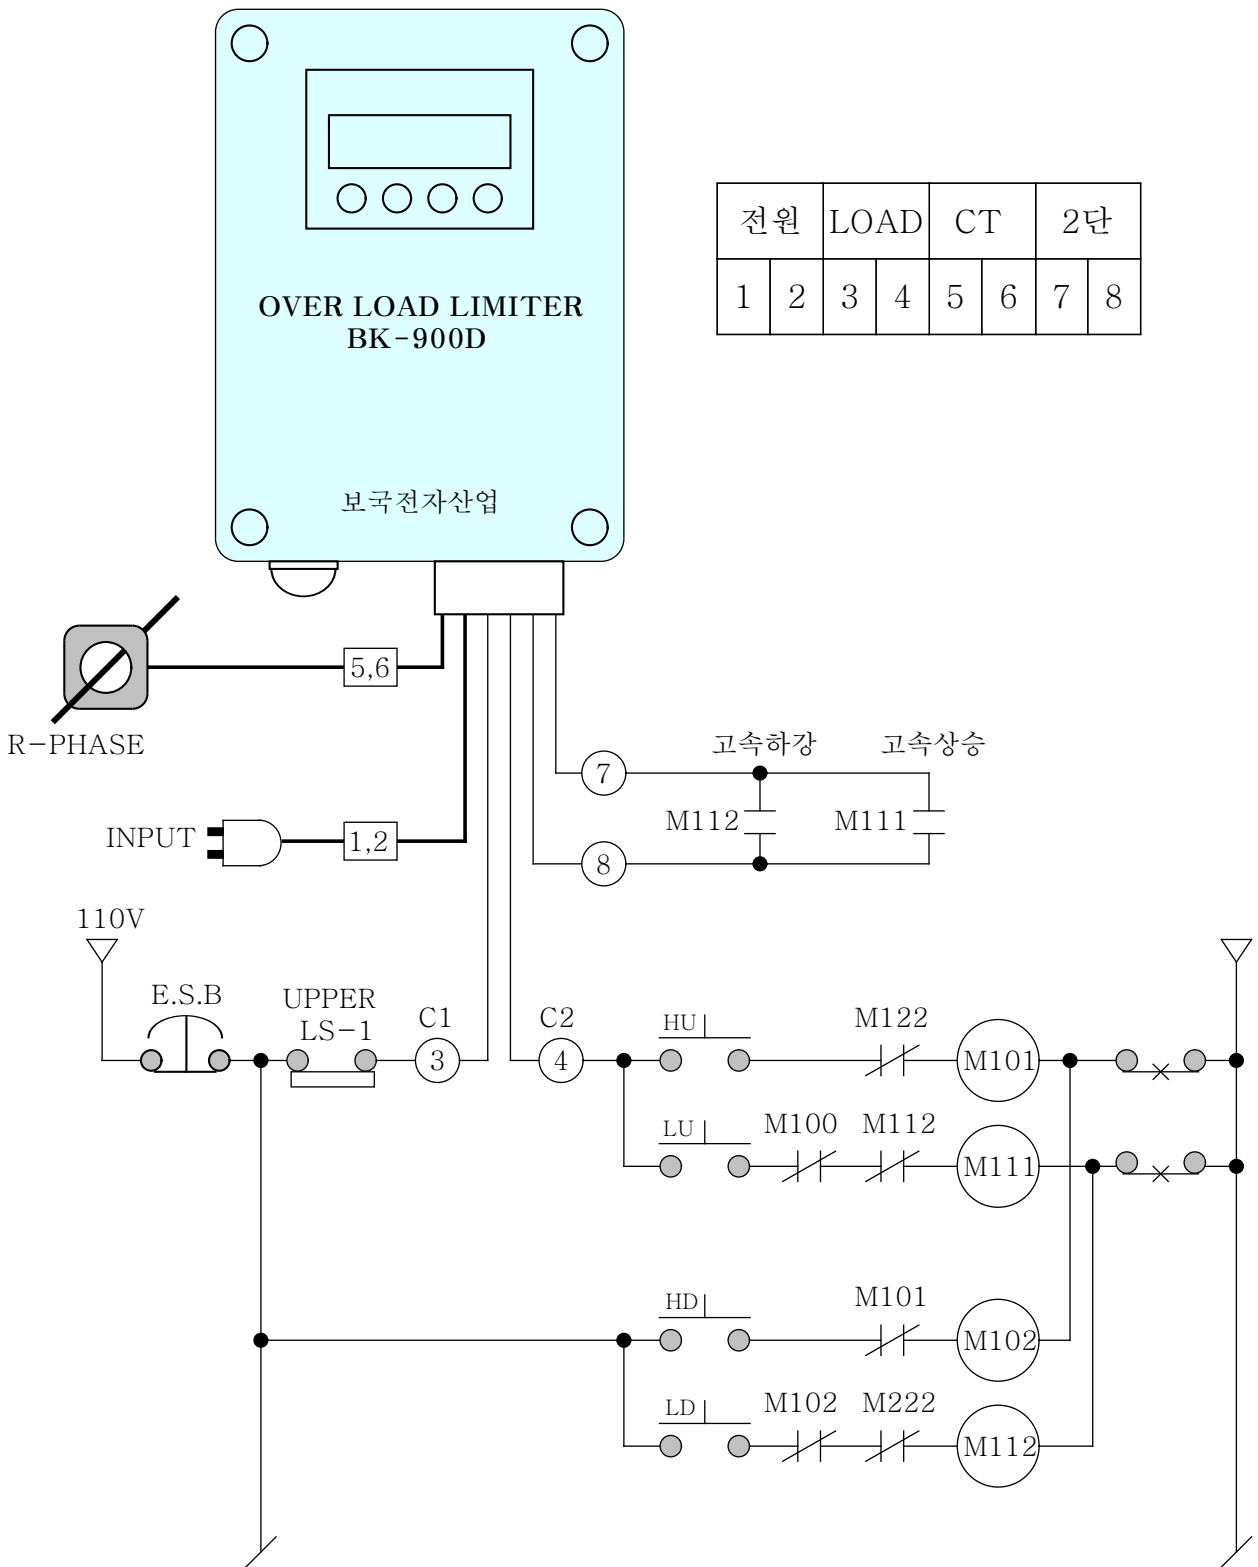 전원 LOAD CT 2단
1 2 3 4 5 6 7 8
OVER LOAD LIMITER
BK-900D
보국전자산업
5,6
R-PHASE
고속하강 고속상승
7
M112 M111
INPUT 1,2
8
110V
E.S.B UPPER
LS-1 C1 C2 HU M122
3 4 M101
LU M100 M112
M111
HD M101
M102
LD M102 M222
M112